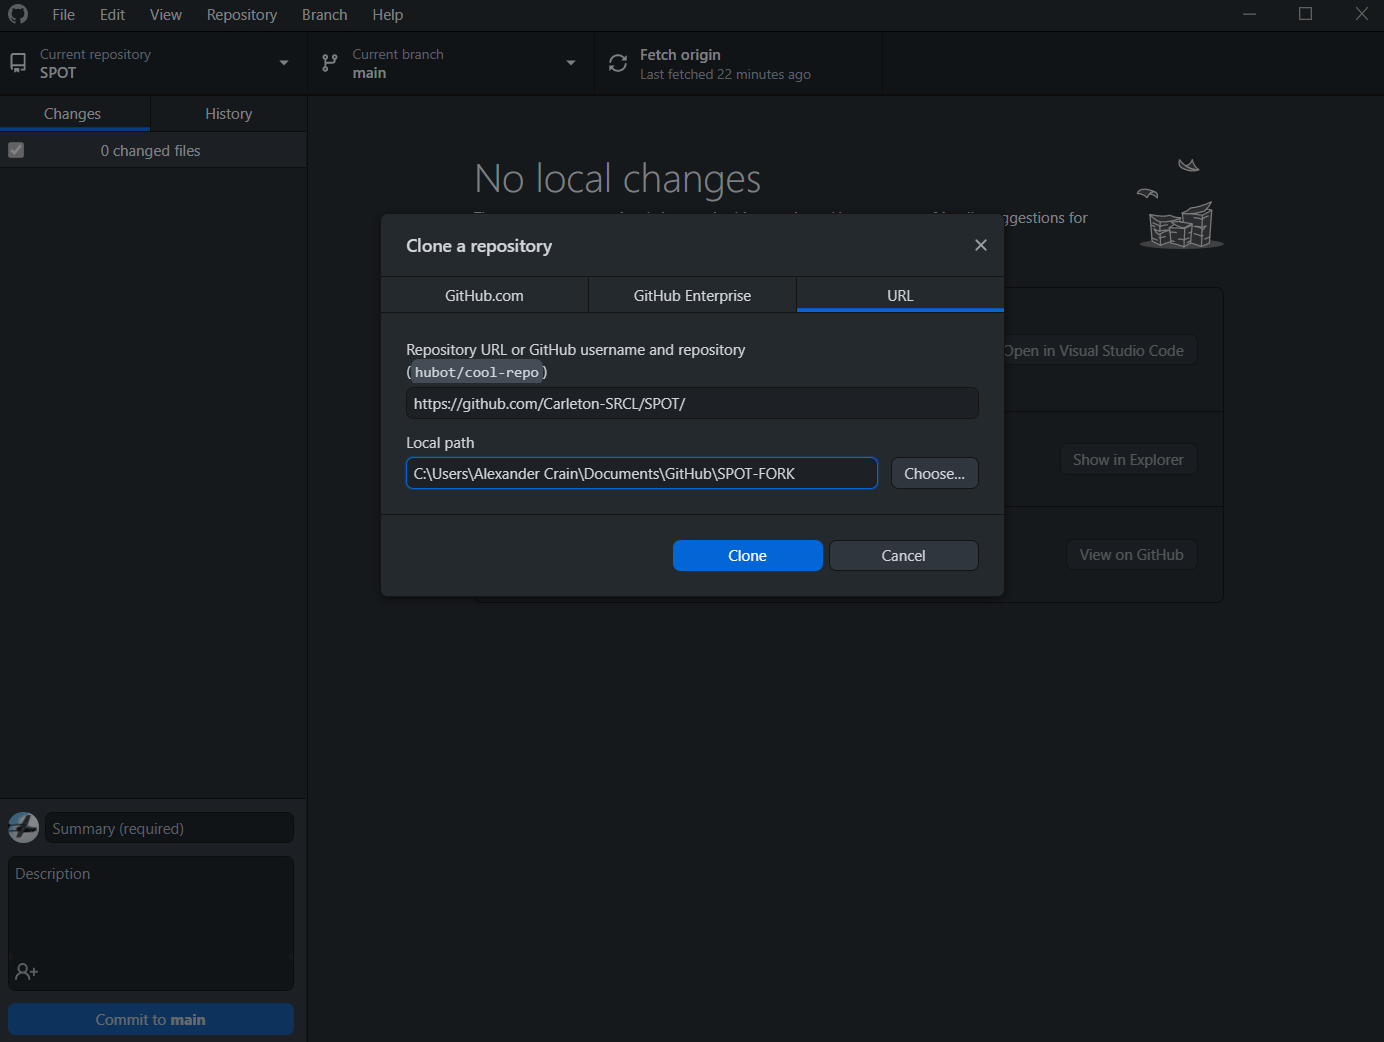 File Edit View Repository Branch Help
Current repository
SPOT
Current branch
main
Fetch origin
Last fetched 22 minutes ago
Changes
History
0 changed files
No local changes
ggestions for
Clone a repository
GitHub.com
GitHub Enterprise
URL
Repository URL or GitHub username and repository
(hubot/cool-repo)
https://github.com/Carleton-SRCL/SPOT/
Local path
C:\Users\Alexander Crain\Documents\GitHub\SPOT-FORK
Choose...
Clone
Cancel
Open in Visual Studio Code
Show in Explorer
View on GitHub
Summary (required)
Description
Commit to main